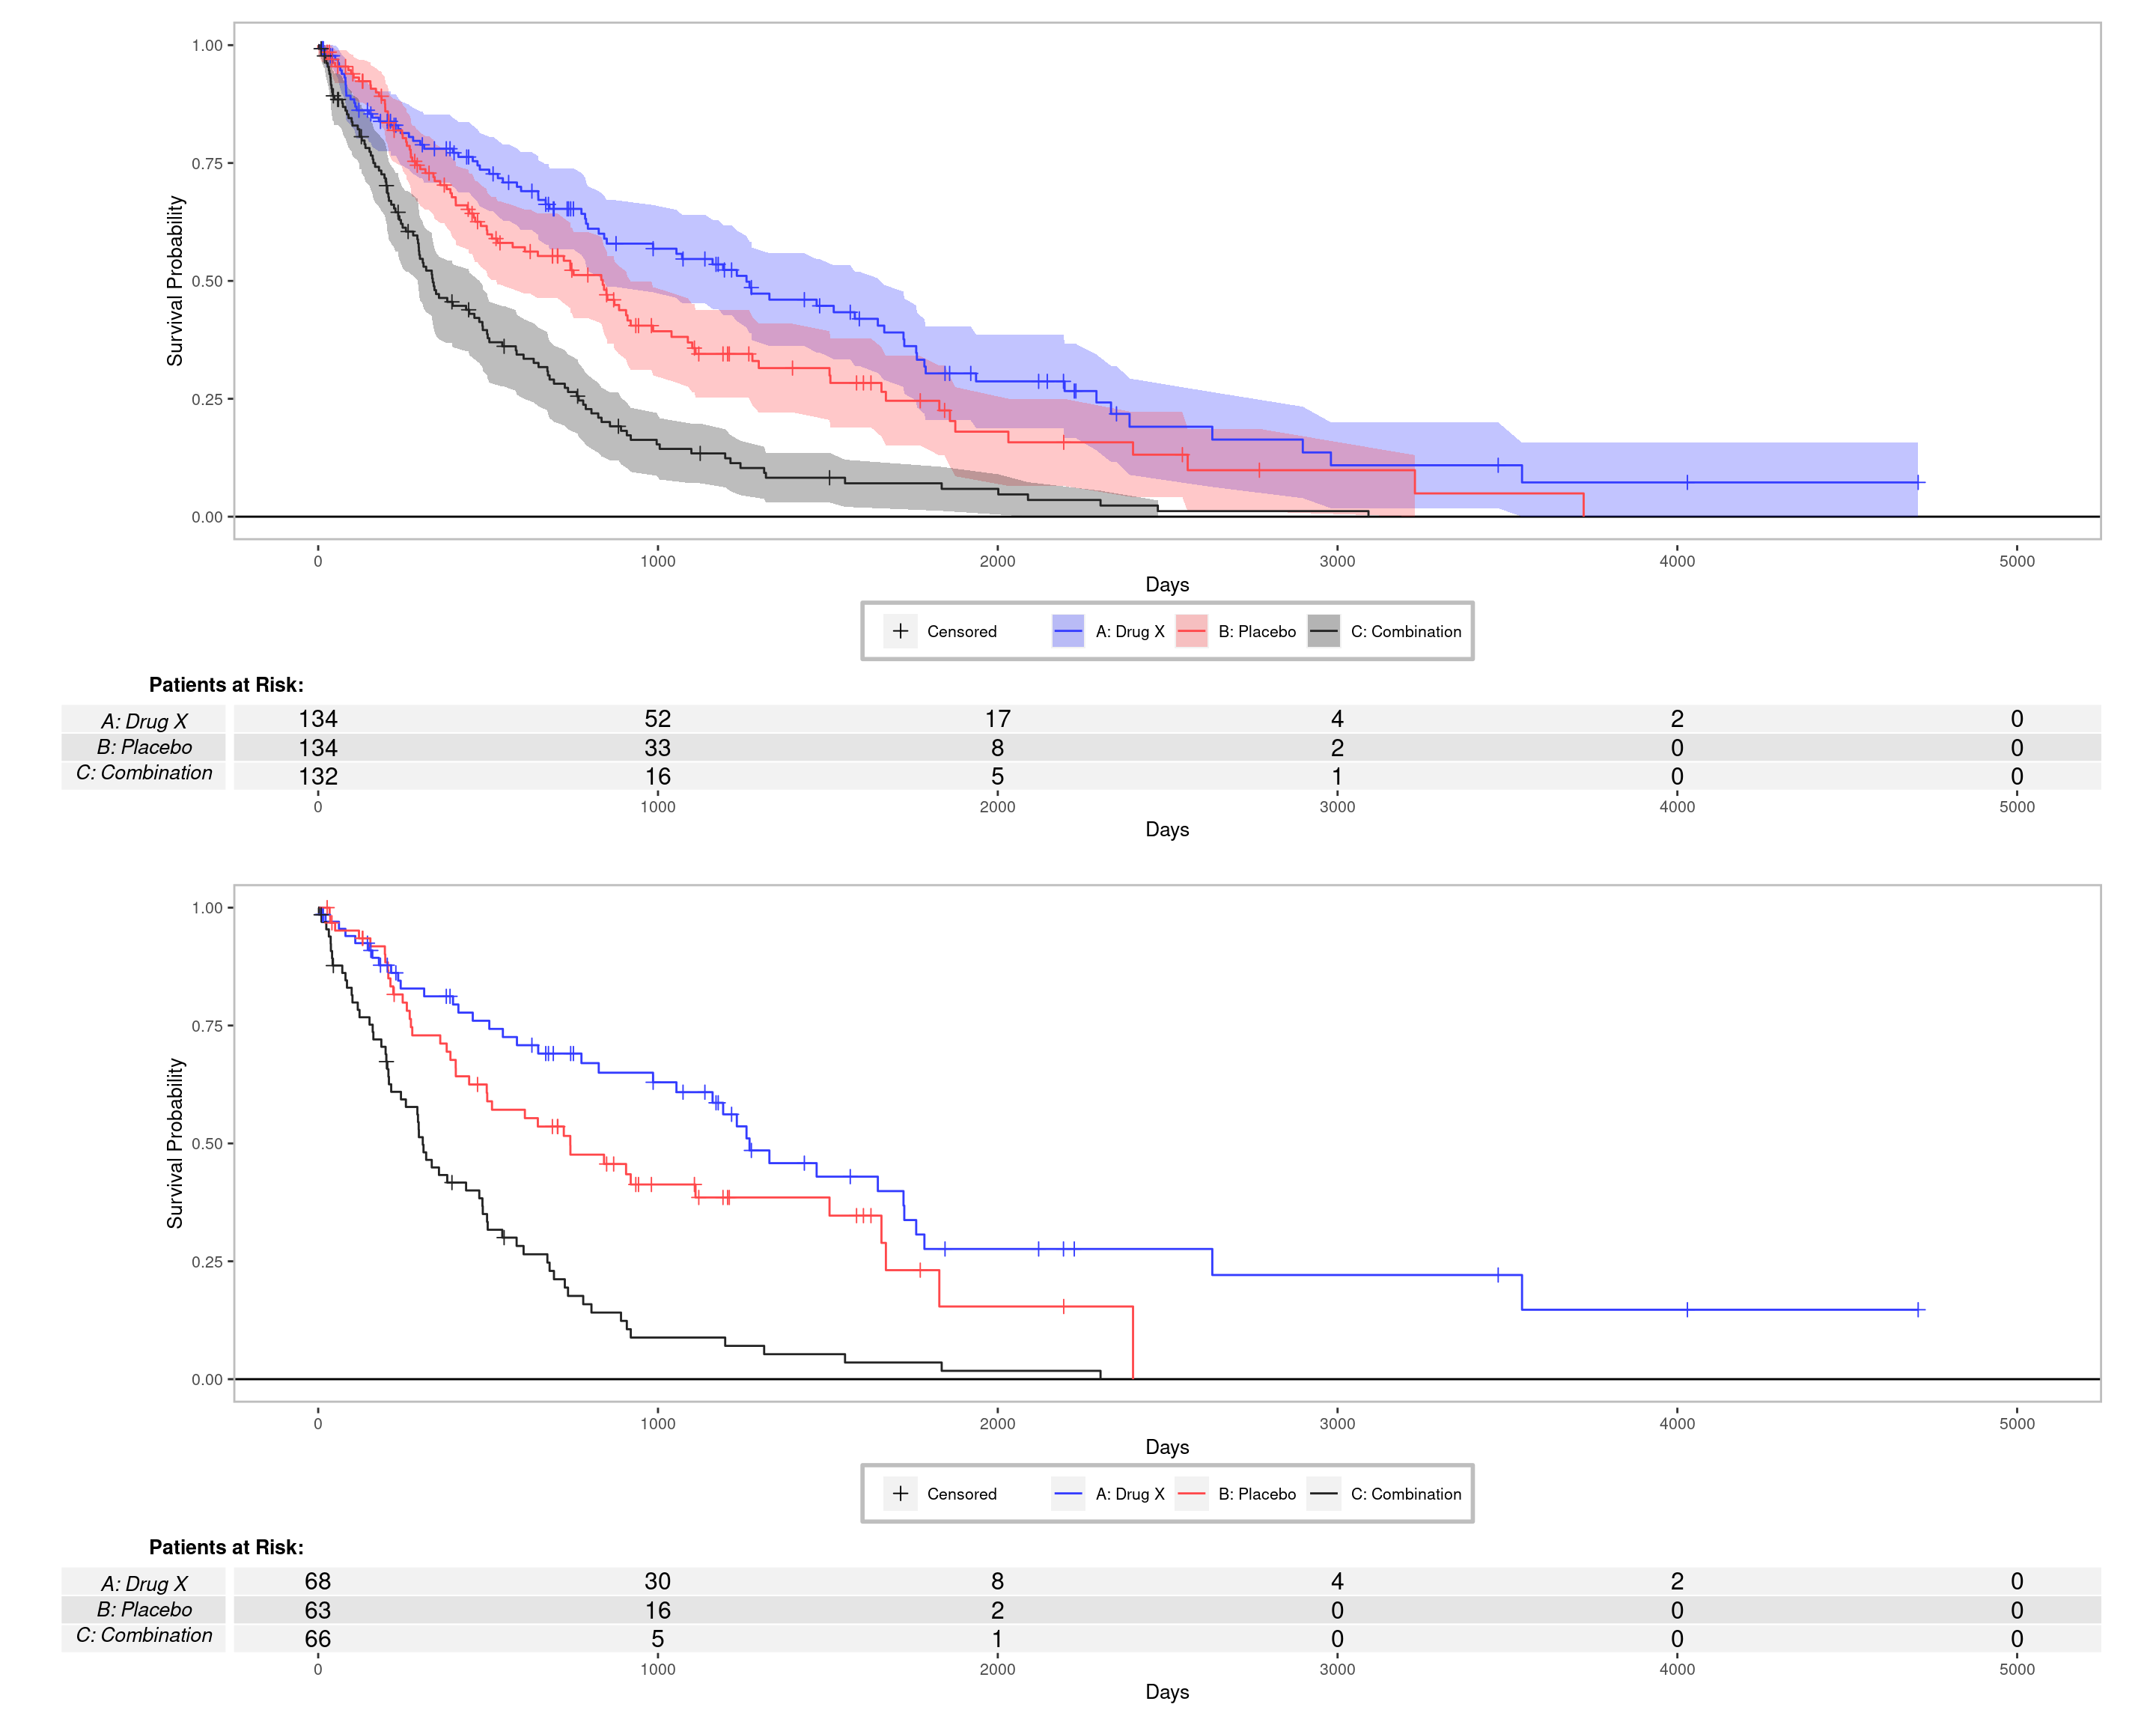 1.00
0.75
0.50
0.25
0.00
Survival Probability
0 1000 2000 3000 4000 5000
Days
Censored A: Drug X B: Placebo C: Combination
Patients at Risk:
A: Drug X 134 52 17 4 2 0
B: Placebo 134 33 8 2 0 0
C: Combination 132 16 5 1 0 0
0 1000 2000 3000 4000 5000
Days
1.00
0.75
0.50
0.25
0.00
Survival Probability
0 1000 2000 3000 4000 5000
Days
Censored A: Drug X B: Placebo C: Combination
Patients at Risk:
A: Drug X 68 30 8 4 2 0
B: Placebo 63 16 2 0 0 0
C: Combination 66 5 1 0 0 0
0 1000 2000 3000 4000 5000
Days